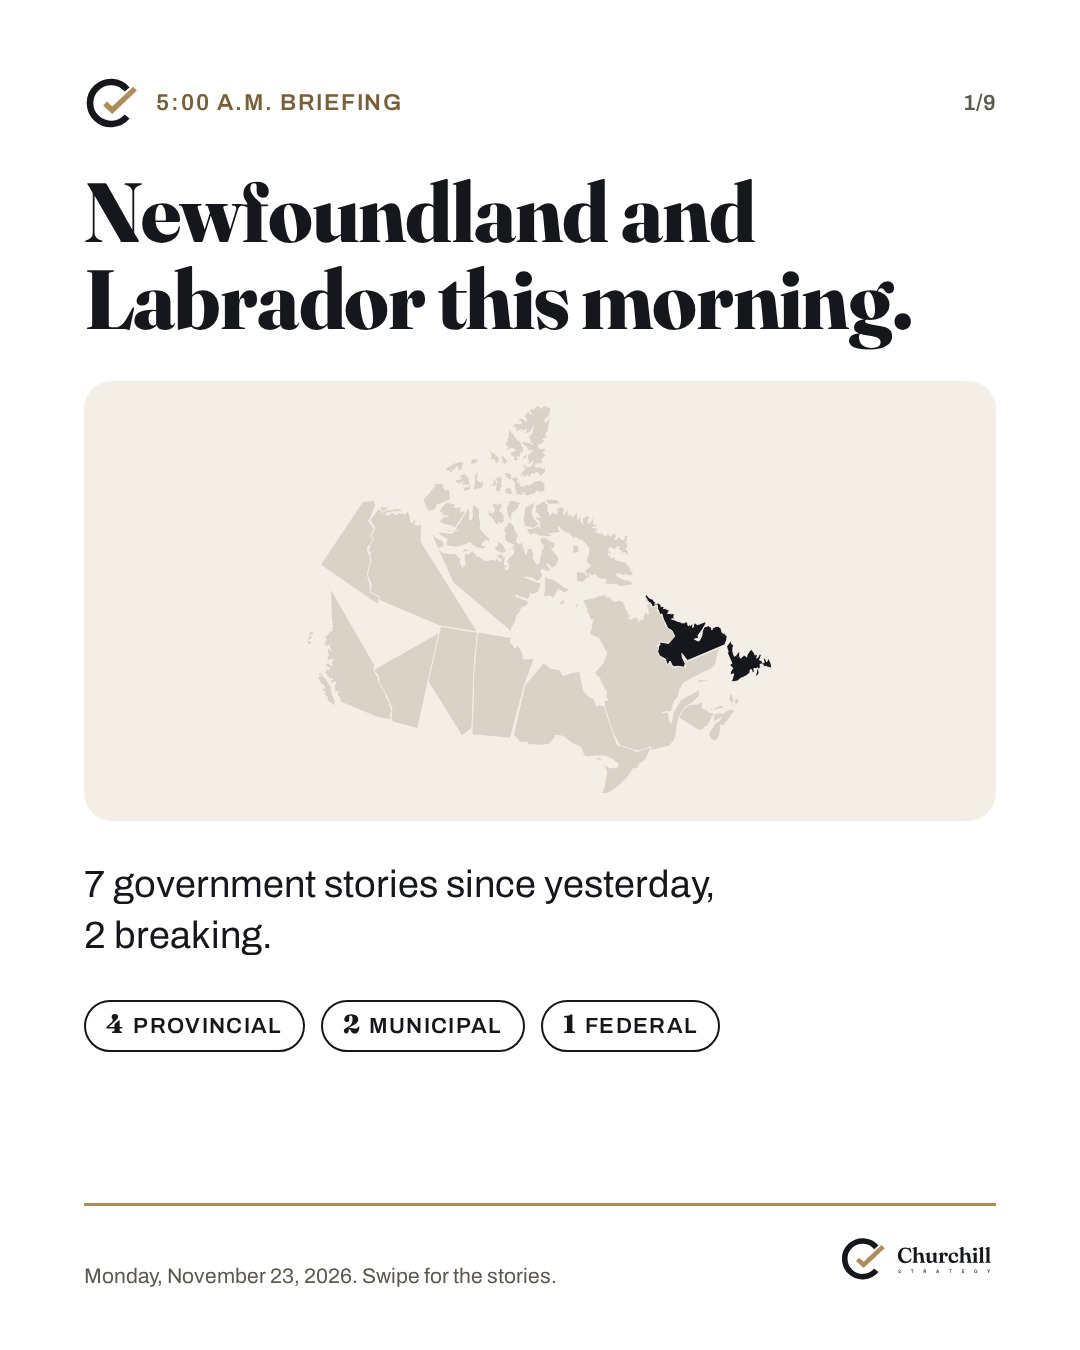 5:00 A.M. BRIEFING
1/9
Newfoundland and
Labrador this morning.
7 government stories since yesterday,
2 breaking.
4 PROVINCIAL
2 MUNICIPAL
1 FEDERAL
Monday, November 23, 2026. Swipe for the stories.
Churchill
STRATEGY